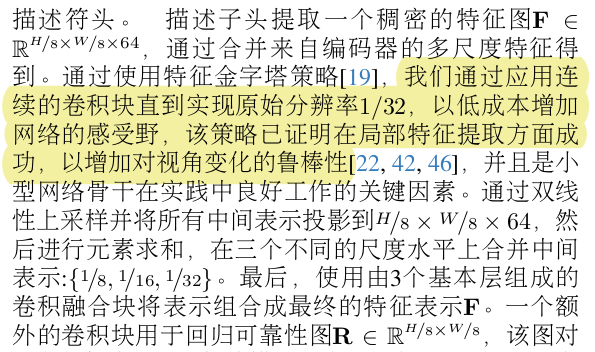 描述符头。 描述子头提取一个稠密的特征图F ∈
ℝ^{H/8×W/8×64}，通过合并来自编码器的多尺度特征得
到。通过使用特征金字塔策略[19]，我们通过应用连
续的卷积块直到实现原始分辨率1/32，以低成本增加
网络的感受野，该策略已证明在局部特征提取方面成
功，以增加对视角变化的鲁棒性[22, 42, 46]，并且是小
型网络骨干在实践中良好工作的关键因素。通过双线
性上采样并将所有中间表示投影到H/8 × W/8 × 64，然
后进行元素求和，在三个不同的尺度水平上合并中间
表示:{1/8, 1/16, 1/32}。最后，使用由3个基本层组成的
卷积融合块将表示组合成最终的特征表示F。一个额
外的卷积块用于回归可靠性图R ∈ ℝ^{H/8×W/8}，该图对